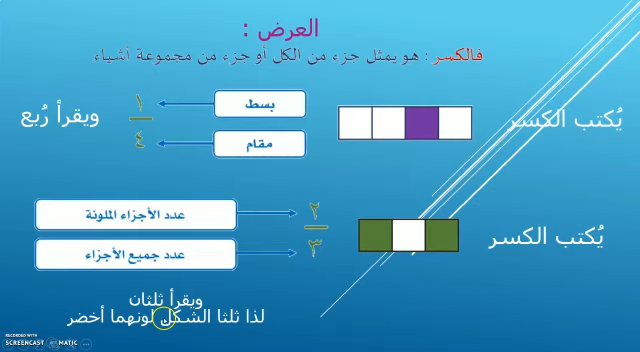 العرض :
فالكسر : هو يمثل جزء من الكل أو جزء من مجموعة أشياء
يُكتب الكسر
بسط
١
مقام
٤
ويقرأ رُبع
يُكتب الكسر
٢
عدد الأجزاء الملونة
٣
عدد جميع الأجزاء
ويقرأ ثلثان
لذا ثلثا الشكل لونهما أخضر
RECORDED WITH
SCREENCAST MATIC